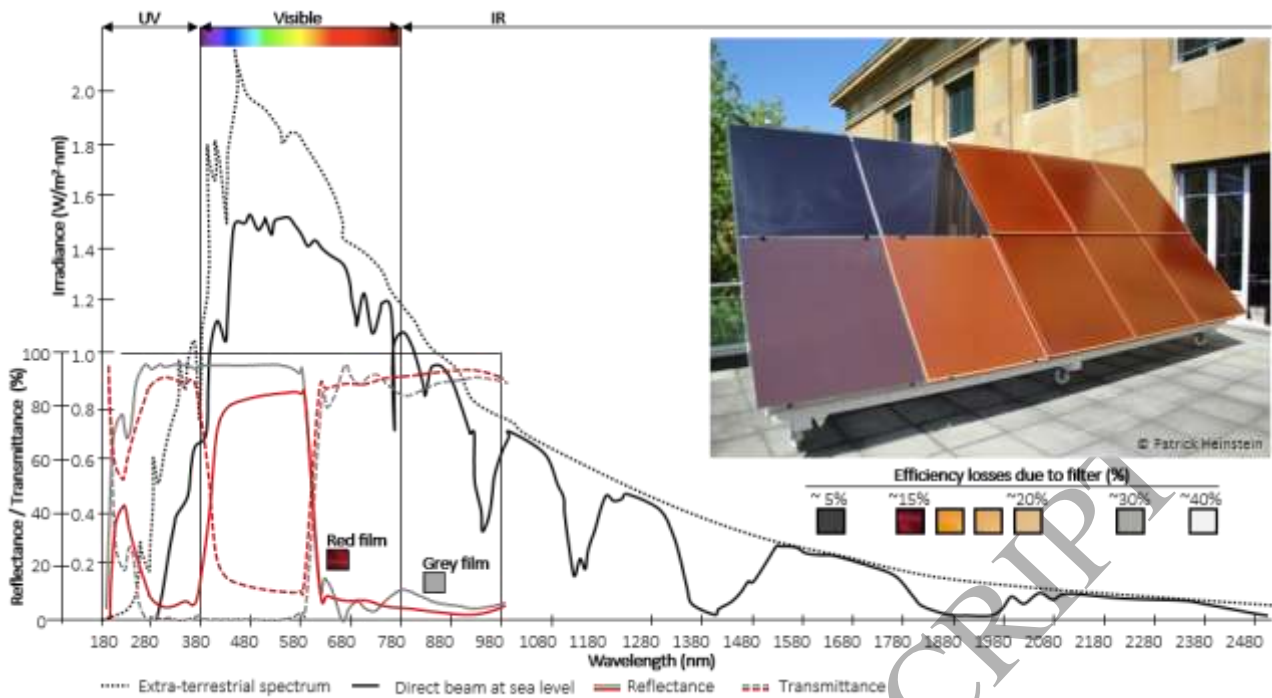 UV Visible IR
Irradiance (W/m²·nm)
2.0
1.8
1.6
1.4
1.2
1.0
0.8
0.6
0.4
0.2
Reflectance / Transmittance (%)
100
80
60
40
20
0
Red film
Grey film
© Patrick Heinstein
Efficiency losses due to filter (%)
~ 5% ~15% ~20% ~30% ~40%
SCRIPT
180 280 380 480 580 680 780 880 980 1080 1180 1280 1380 1480 1580 1680 1780 1880 1980 2080 2180 2280 2380 2480
Wavelength (nm)
Extra-terrestrial spectrum Direct beam at sea level Reflectance Transmittance